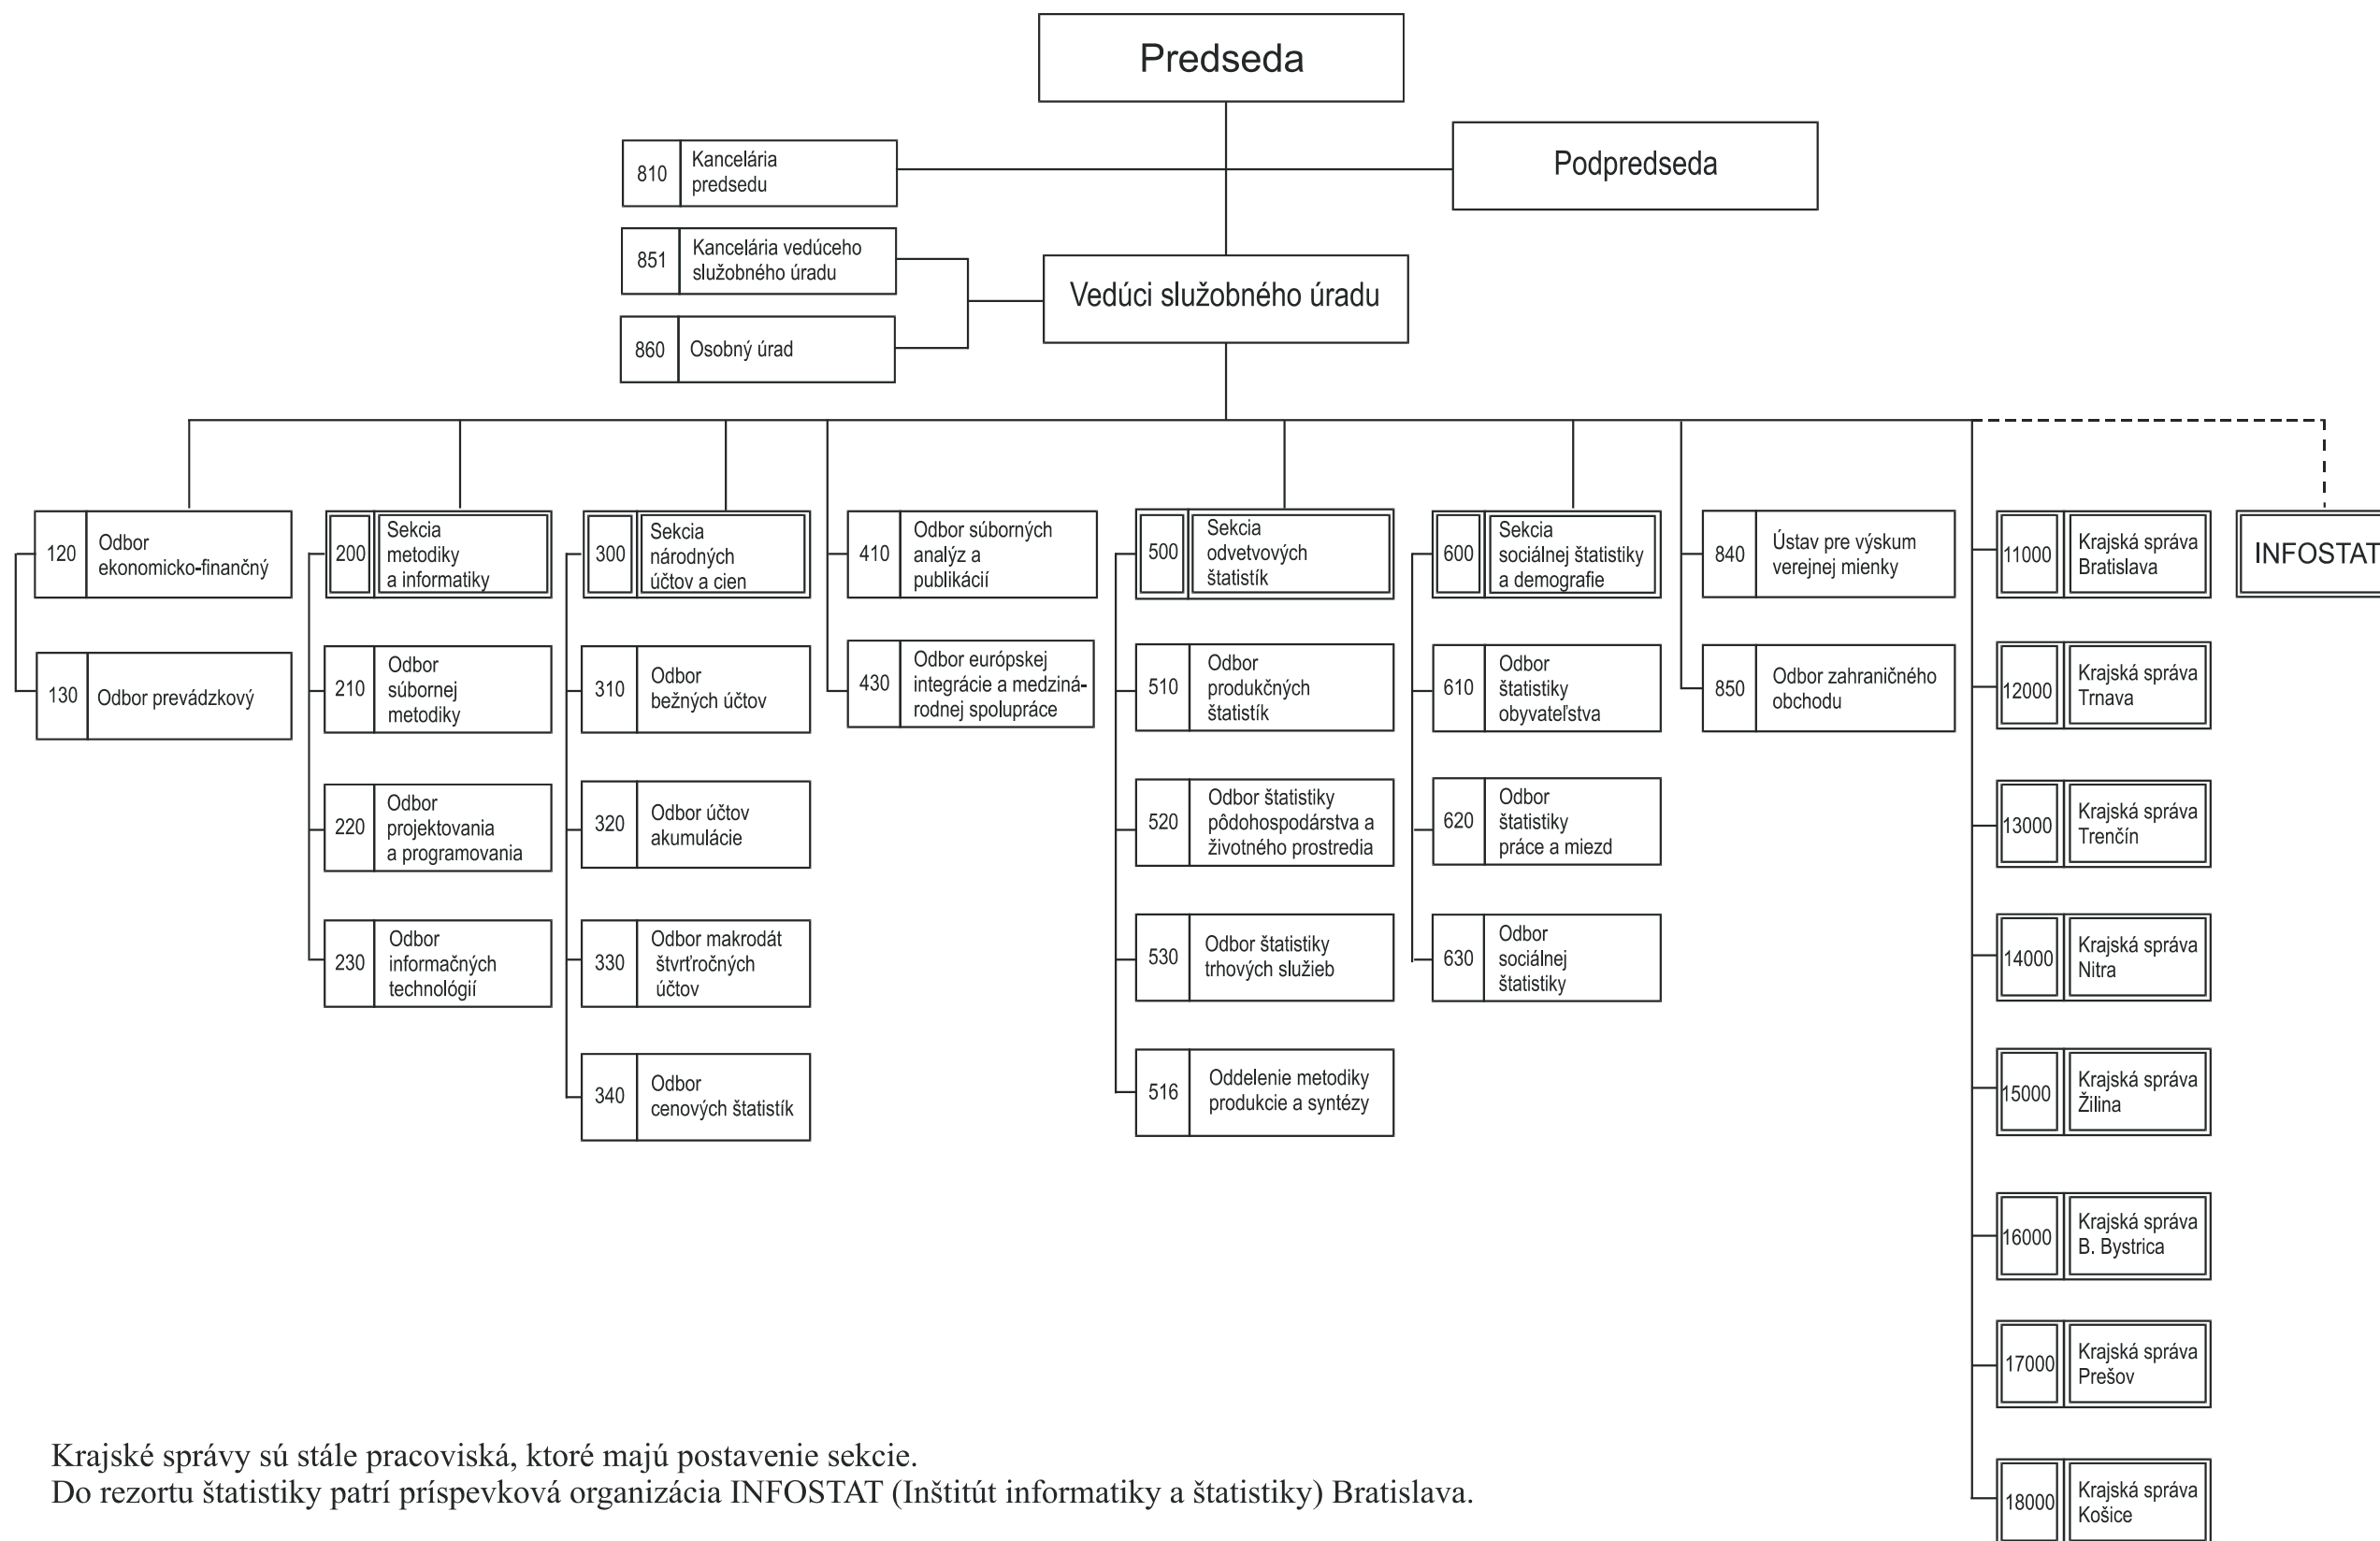 Predseda
Podpredseda
810
Kancelária
predsedu
851
Kancelária vedúceho
služobného úradu
Vedúci služobného úradu
860
Osobný úrad
120
Odbor
ekonomicko-finančný
130
Odbor prevádzkový
200
Sekcia
metodiky
a informatiky
210
Odbor
súbornej
metodiky
220
Odbor
projektovania
a programovania
230
Odbor
informačných
technológií
300
Sekcia
národných
účtov a cien
310
Odbor
bežných účtov
320
Odbor účtov
akumulácie
330
Odbor makrodát
štvrťročných
účtov
340
Odbor
cenových štatistík
410
Odbor súborných
analýz a
publikácií
430
Odbor európskej
integrácie a medziná-
rodnej spolupráce
500
Sekcia
odvetvových
štatistík
510
Odbor
produkčných
štatistík
520
Odbor štatistiky
pôdohospodárstva a
životného prostredia
530
Odbor štatistiky
trhových služieb
516
Oddelenie metodiky
produkcie a syntézy
600
Sekcia
sociálnej štatistiky
a demografie
610
Odbor
štatistiky
obyvateľstva
620
Odbor
štatistiky
práce a miezd
630
Odbor
sociálnej
štatistiky
840
Ústav pre výskum
verejnej mienky
850
Odbor zahraničného
obchodu
11000
Krajská správa
Bratislava
12000
Krajská správa
Trnava
13000
Krajská správa
Trenčín
14000
Krajská správa
Nitra
15000
Krajská správa
Žilina
16000
Krajská správa
B. Bystrica
17000
Krajská správa
Prešov
18000
Krajská správa
Košice
INFOSTAT
Krajské správy sú stále pracoviská, ktoré majú postavenie sekcie.
Do rezortu štatistiky patrí príspevková organizácia INFOSTAT (Inštitút informatiky a štatistiky) Bratislava.